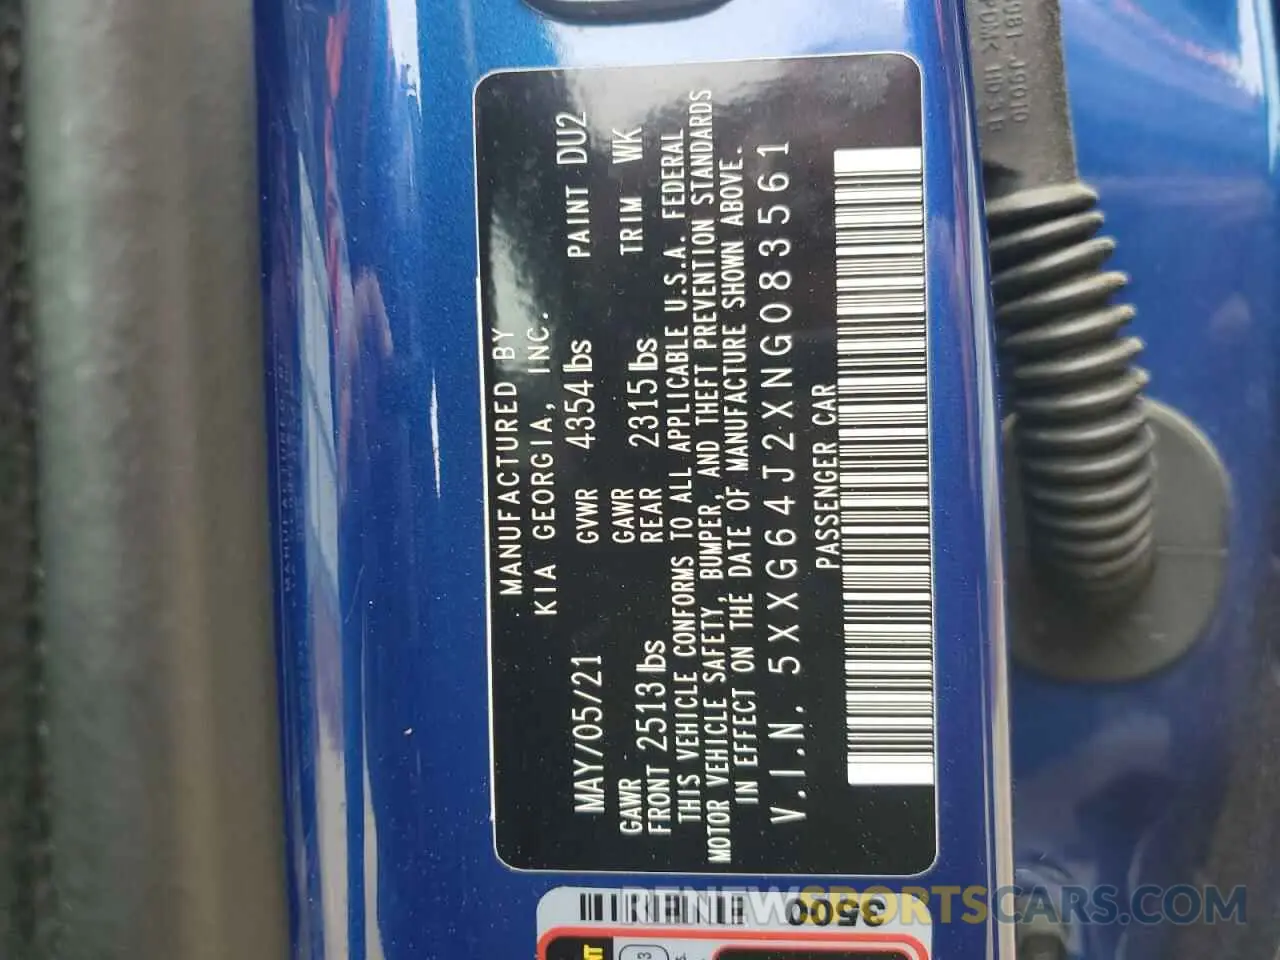 MANUFACTURED BY
KIA GEORGIA, INC.
MAY/05/21 GVWR 4354 lbs PAINT DU2
GAWR FRONT 2513 lbs GAWR REAR 2315 lbs TRIM WK
THIS VEHICLE CONFORMS TO ALL APPLICABLE U.S.A. FEDERAL
MOTOR VEHICLE SAFETY, BUMPER, AND THEFT PREVENTION STANDARDS
IN EFFECT ON THE DATE OF MANUFACTURE SHOWN ABOVE.
V.I.N. 5XXG64J2XNG083561
PASSENGER CAR
3500
3
RENEWSPORTSCARS.COM